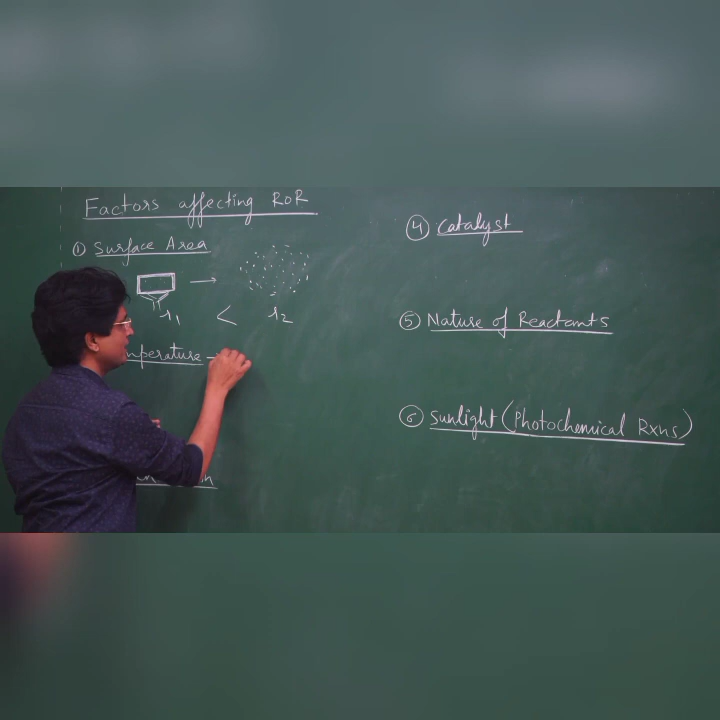 Factors affecting RoR
① Surface Area
r₁ < r₂
④ Catalyst
⑤ Nature of Reactants
⑥ Sunlight (Photochemical Rxns)